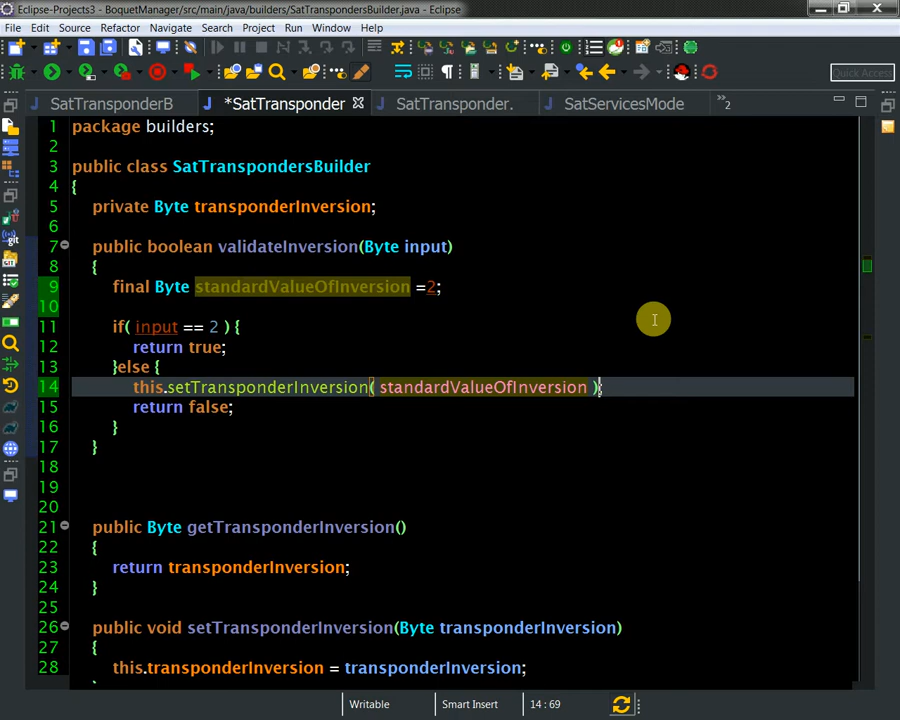 Eclipse-Projects3 - BoquetManager/src/main/java/builders/SatTranspondersBuilder.java - Eclipse
File Edit Source Refactor Navigate Search Project Run Window Help
Quick Access
SatTransponderB *SatTransponder SatTransponder. SatServicesMode »2
1 package builders;
2
3 public class SatTranspondersBuilder
4 {
5 private Byte transponderInversion;
6
7 public boolean validateInversion(Byte input)
8 {
9 final Byte standardValueOfInversion =2;
10
11 if( input == 2 ) {
12 return true;
13 }else {
14 this.setTransponderInversion( standardValueOfInversion );
15 return false;
16 }
17 }
18
19
20
21 public Byte getTransponderInversion()
22 {
23 return transponderInversion;
24 }
25
26 public void setTransponderInversion(Byte transponderInversion)
27 {
28 this.transponderInversion = transponderInversion;
Writable Smart Insert 14 : 69